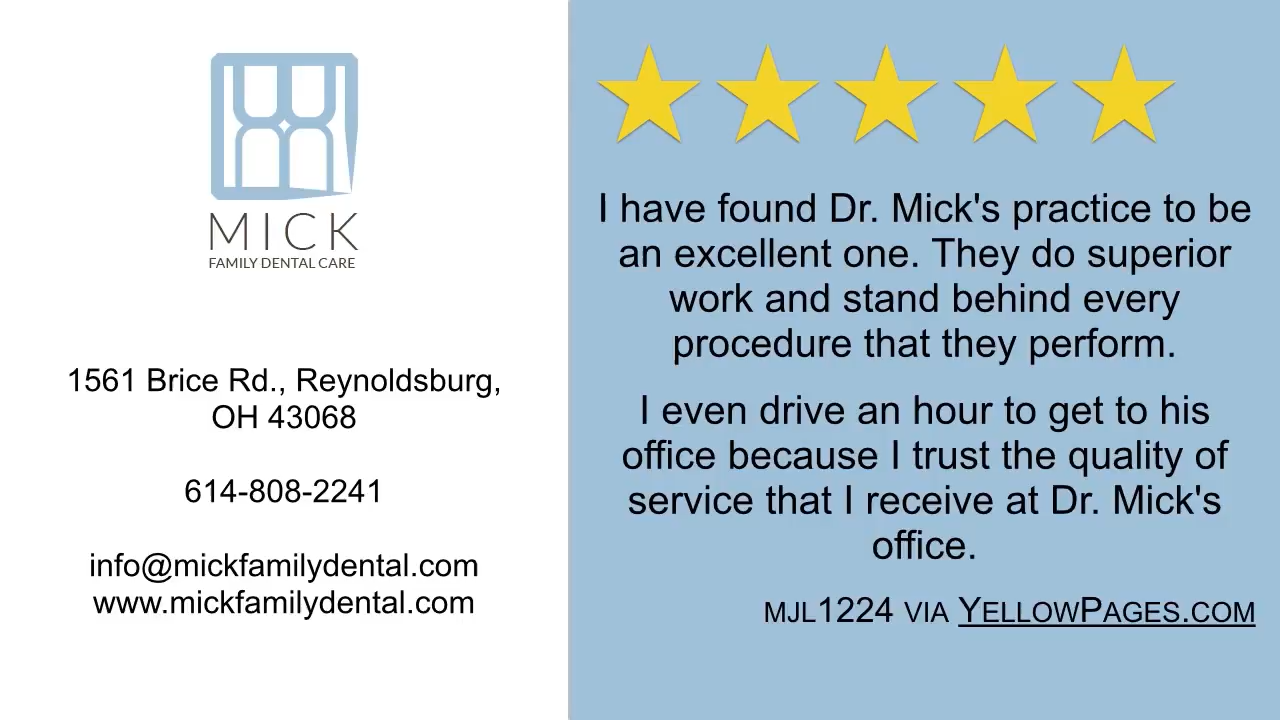 MICK
FAMILY DENTAL CARE
1561 Brice Rd., Reynoldsburg,
OH 43068
614-808-2241
info@mickfamilydental.com
www.mickfamilydental.com
I have found Dr. Mick's practice to be
an excellent one. They do superior
work and stand behind every
procedure that they perform.
I even drive an hour to get to his
office because I trust the quality of
service that I receive at Dr. Mick's
office.
MJL1224 VIA YELLOWPAGES.COM